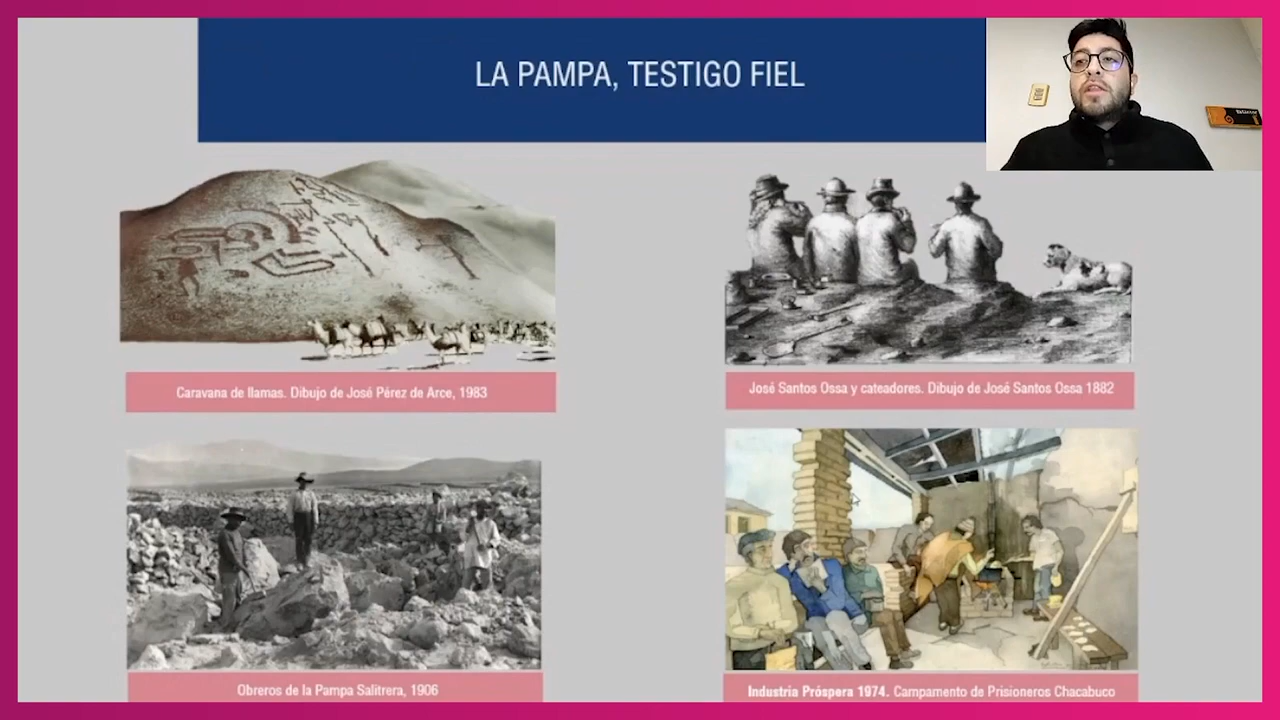 LA PAMPA, TESTIGO FIEL
Caravana de llamas. Dibujo de José Pérez de Arce, 1983
José Santos Ossa y cateadores. Dibujo de José Santos Ossa 1882
Obreros de la Pampa Salitrera, 1906
Industria Próspera 1974. Campamento de Prisioneros Chacabuco